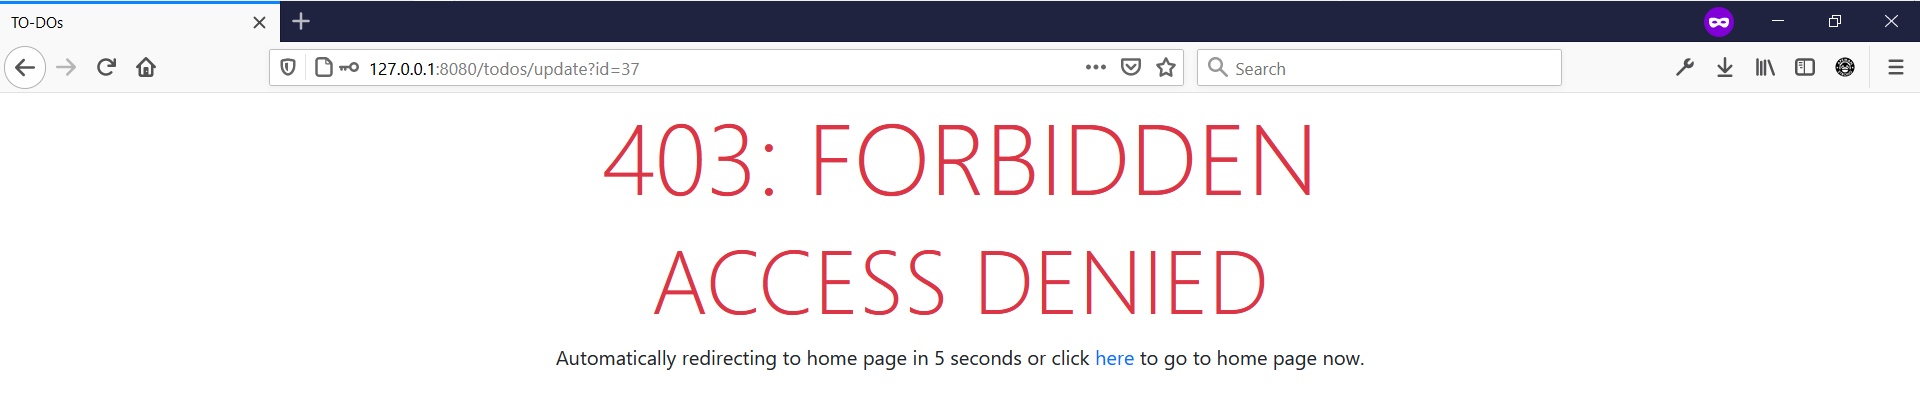 TO-DOs
127.0.0.1:8080/todos/update?id=37
Search
403: FORBIDDEN
ACCESS DENIED
Automatically redirecting to home page in 5 seconds or click here to go to home page now.